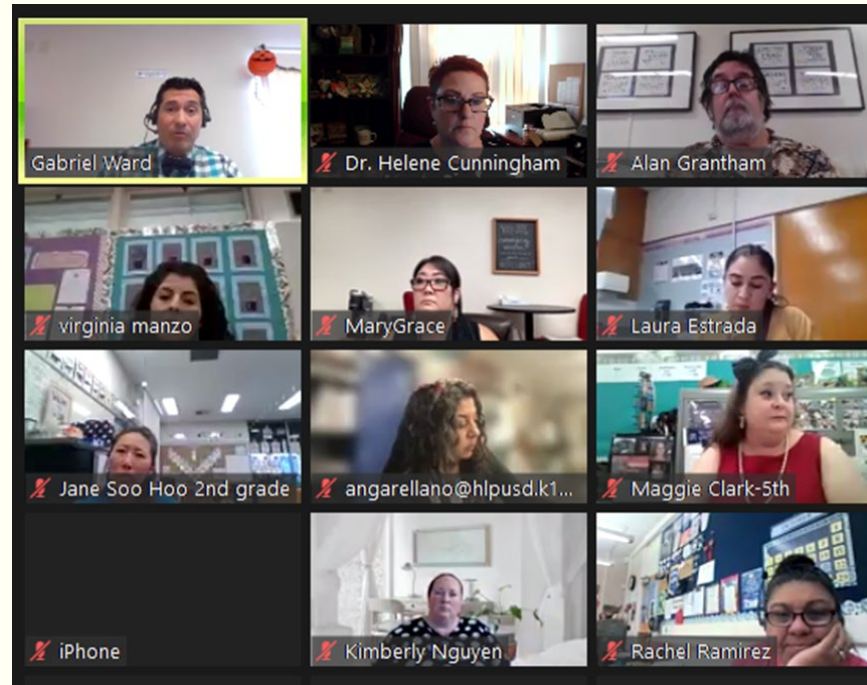 Gabriel Ward
Dr. Helene Cunningham
Alan Grantham
virginia manzo
MaryGrace
Laura Estrada
Jane Soo Hoo 2nd grade
angarellano@hlpusd.k1...
Maggie Clark-5th
iPhone
Kimberly Nguyen
Rachel Ramirez